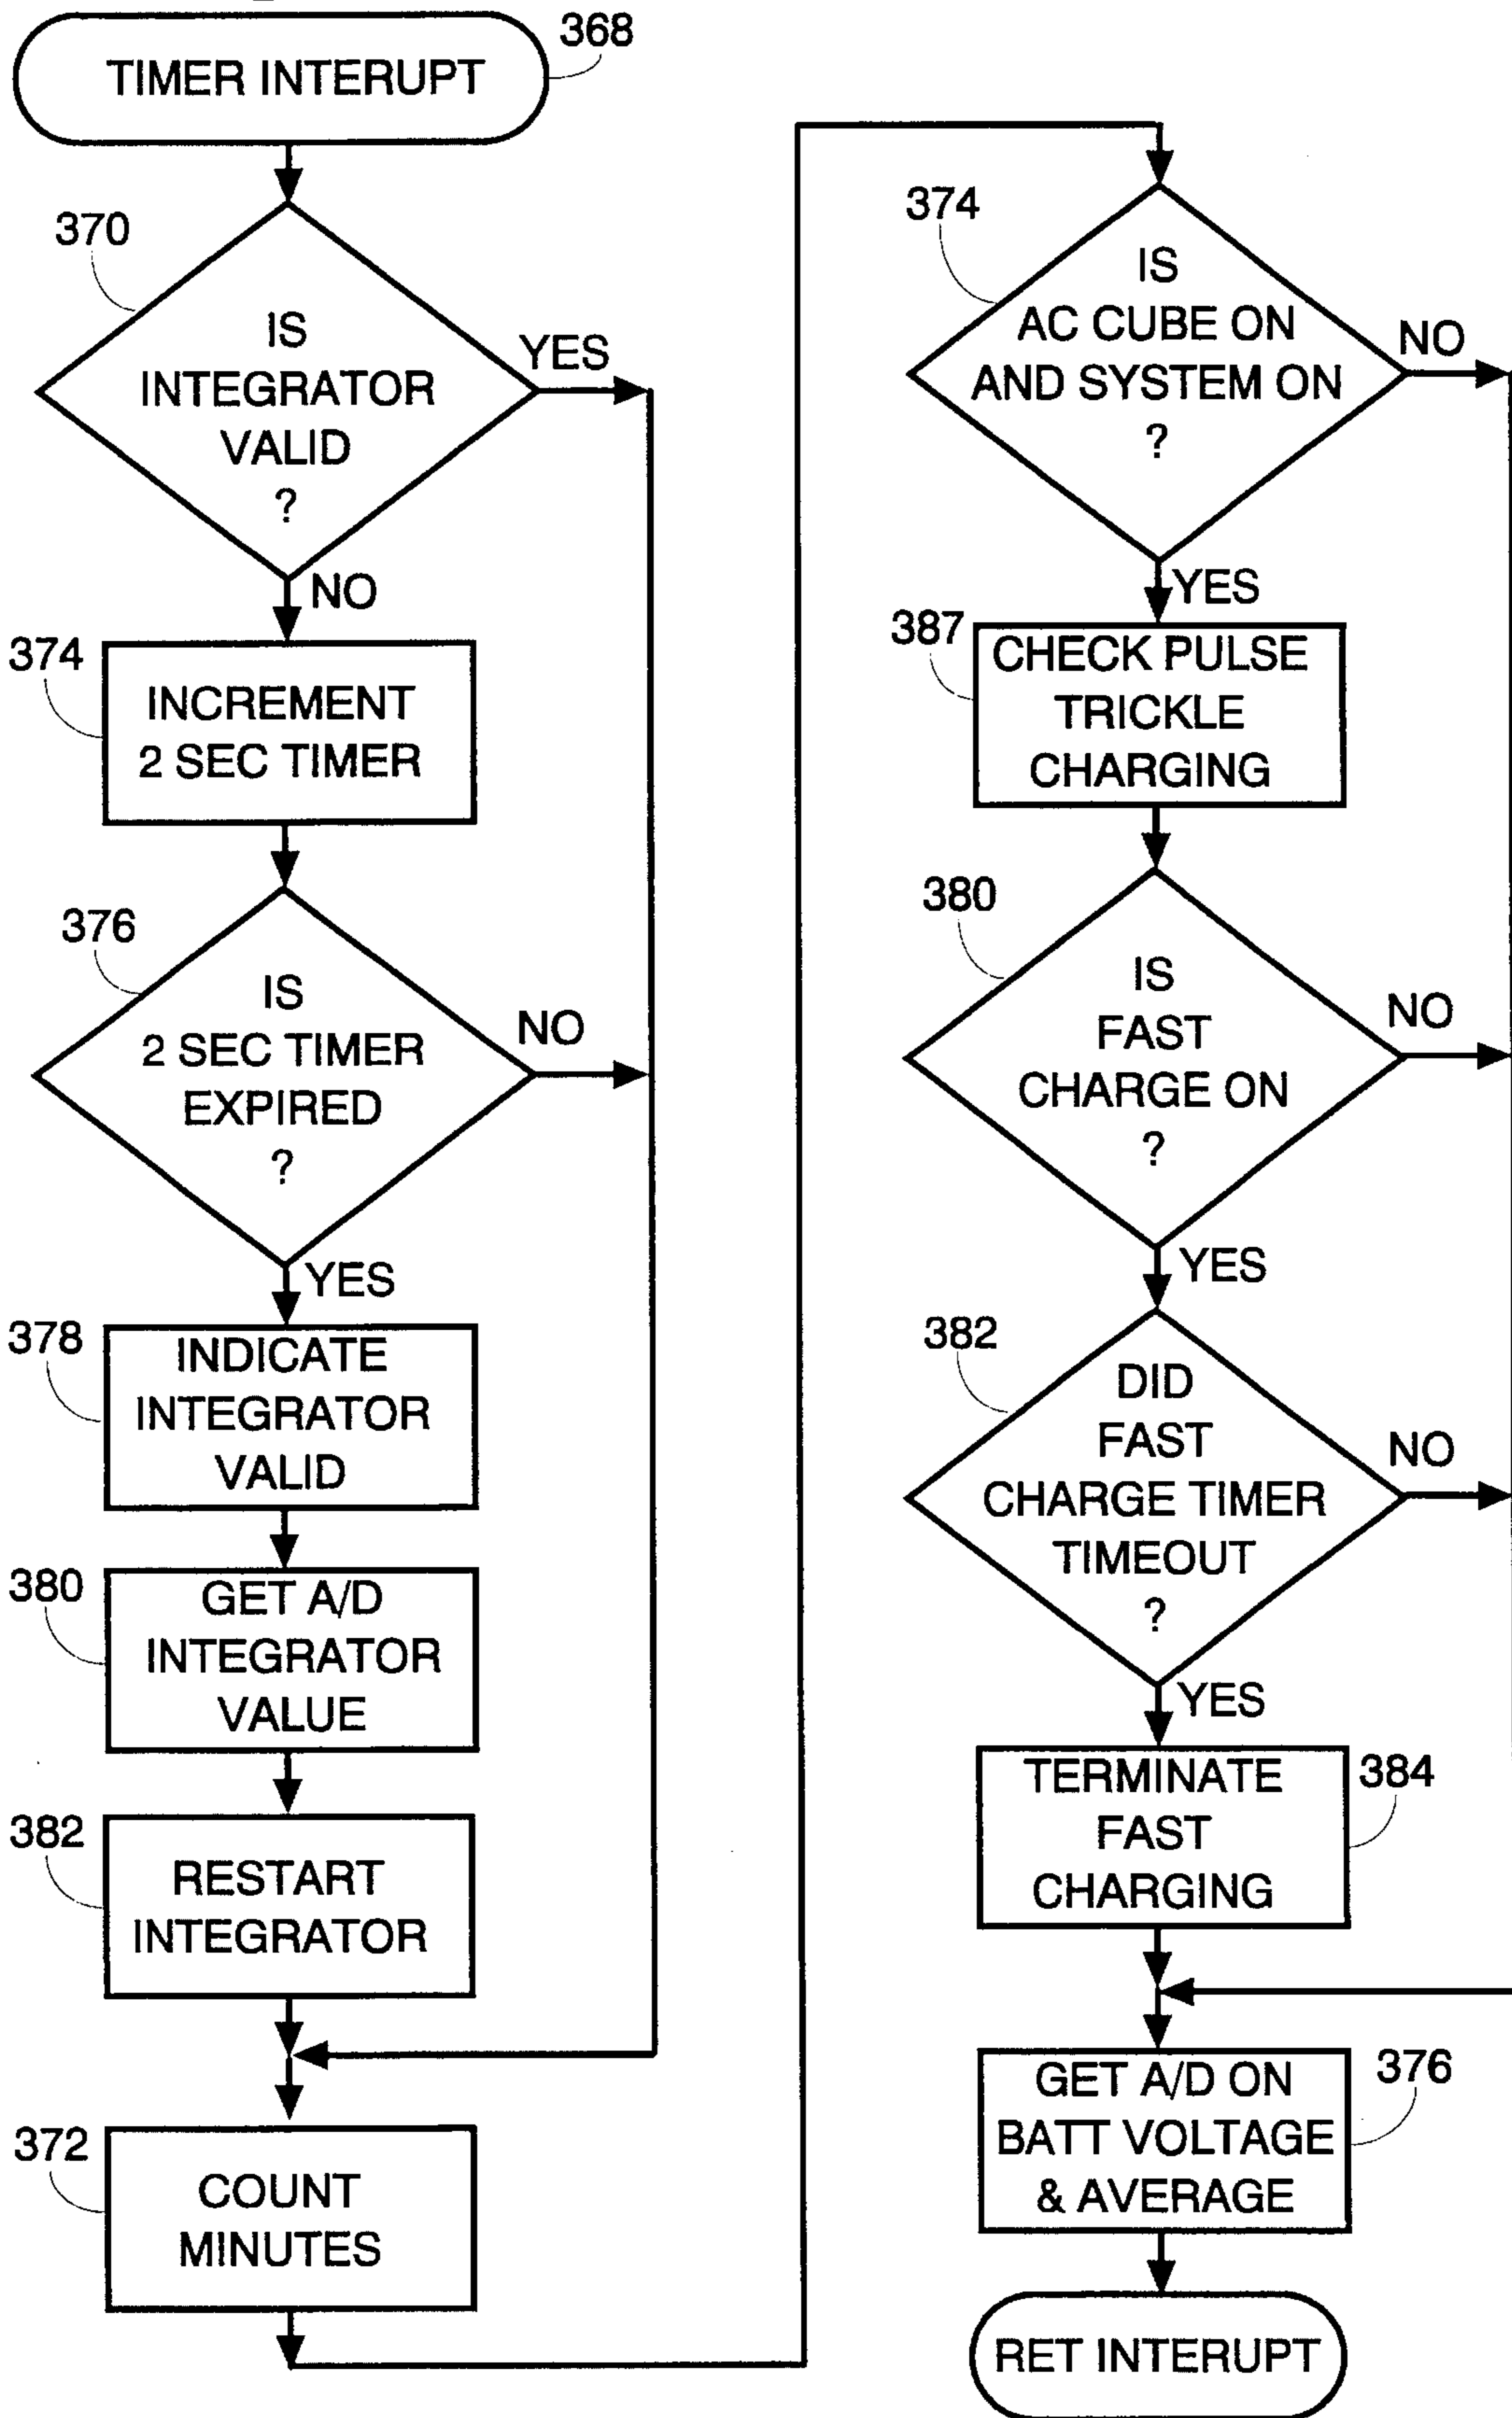 368
TIMER INTERUPT
370
IS
INTEGRATOR
VALID
?
YES
NO
374
INCREMENT
2 SEC TIMER
376
IS
2 SEC TIMER
EXPIRED
?
NO
YES
378
INDICATE
INTEGRATOR
VALID
380
GET A/D
INTEGRATOR
VALUE
382
RESTART
INTEGRATOR
372
COUNT
MINUTES
374
IS
AC CUBE ON
AND SYSTEM ON
?
NO
YES
387
CHECK PULSE
TRICKLE
CHARGING
380
IS
FAST
CHARGE ON
?
NO
YES
382
DID
FAST
CHARGE TIMER
TIMEOUT
?
NO
YES
TERMINATE
FAST
CHARGING
384
GET A/D ON
BATT VOLTAGE
& AVERAGE
376
RET INTERUPT